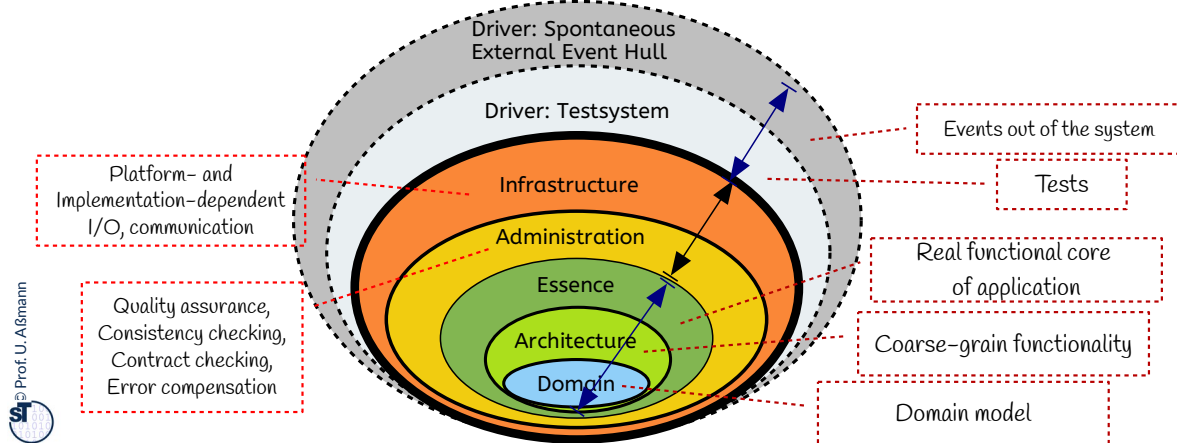 Driver: Spontaneous
External Event Hull
Driver: Testsystem
Events out of the system
Tests
Platform- and
Implementation-dependent
I/O, communication
Infrastructure
Administration
Real functional core
of application
Essence
Quality assurance,
Consistency checking,
Contract checking,
Error compensation
Architecture
Coarse-grain functionality
Domain
Domain model
© Prof. U. Aßmann
ST